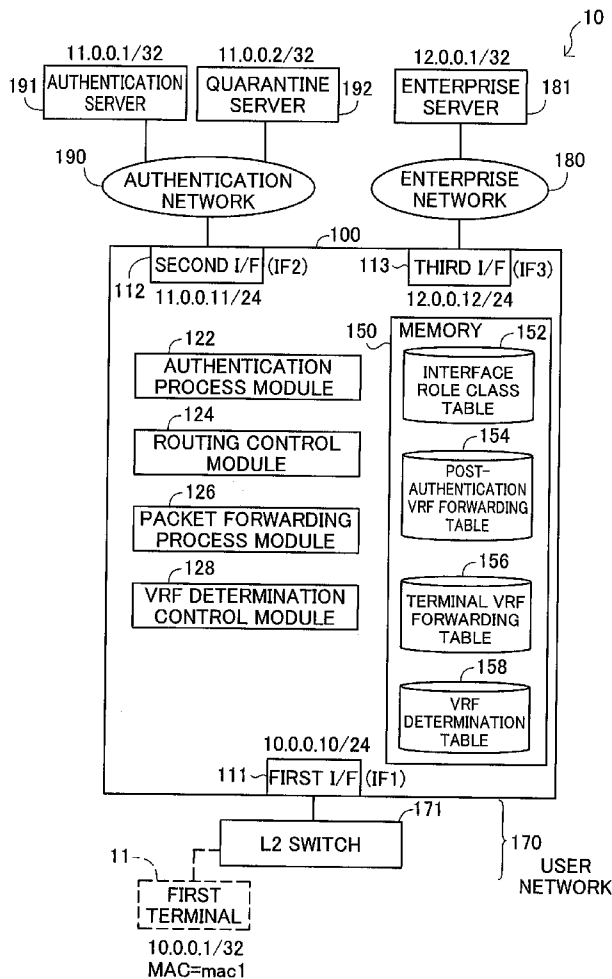 10
11.0.0.1/32
11.0.0.2/32
12.0.0.1/32
191
AUTHENTICATION
SERVER
QUARANTINE
SERVER
192
ENTERPRISE
SERVER
181
190
AUTHENTICATION
NETWORK
ENTERPRISE
NETWORK
180
100
112
SECOND I/F
(IF2)
11.0.0.11/24
113
THIRD I/F
(IF3)
12.0.0.12/24
122
AUTHENTICATION
PROCESS MODULE
124
ROUTING CONTROL
MODULE
126
PACKET FORWARDING
PROCESS MODULE
128
VRF DETERMINATION
CONTROL MODULE
150
MEMORY
152
INTERFACE
ROLE CLASS
TABLE
154
POST-
AUTHENTICATION
VRF FORWARDING
TABLE
156
TERMINAL VRF
FORWARDING
TABLE
158
VRF
DETERMINATION
TABLE
10.0.0.10/24
111
FIRST I/F
(IF1)
171
L2 SWITCH
170
USER
NETWORK
11
FIRST
TERMINAL
10.0.0.1/32
MAC=mac1